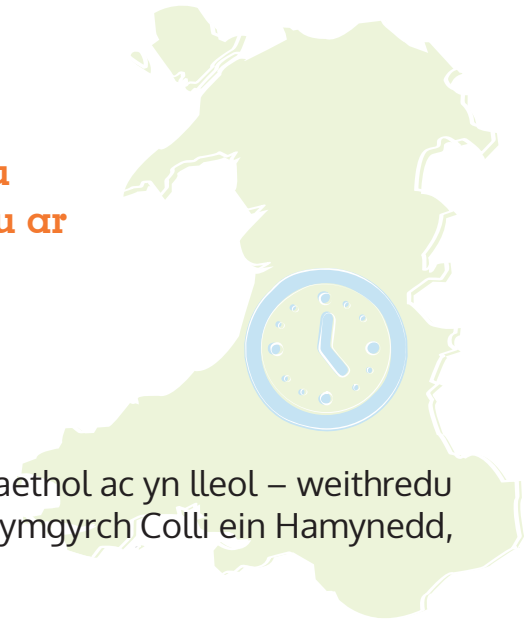 u ar
aethol ac yn lleol – weithredu
ymgyrch Colli ein Hamynedd,